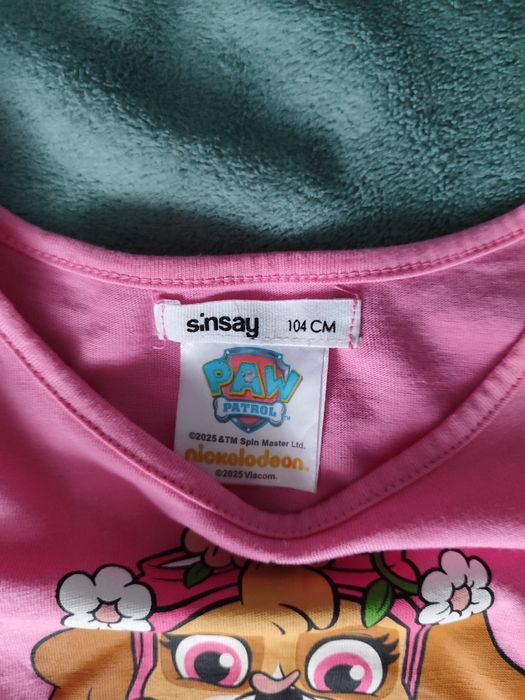 sinsay 104 CM
PAW
PATROL
©2025 &TM Spin Master Ltd.
nickelodeon.
©2025 Viacom.